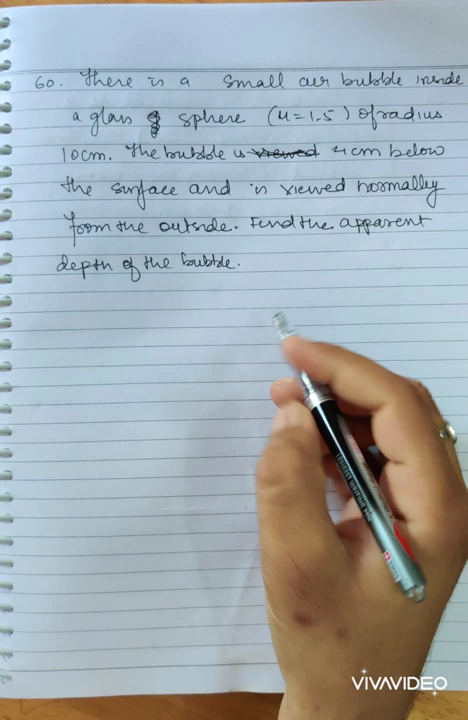 60. There is a small air bubble inside
a glass sphere (μ=1.5) of radius
10cm. The bubble is viewed 4cm below
the surface and is viewed normally
from the outside. Find the apparent
depth of the bubble.
VIVAVIDEO